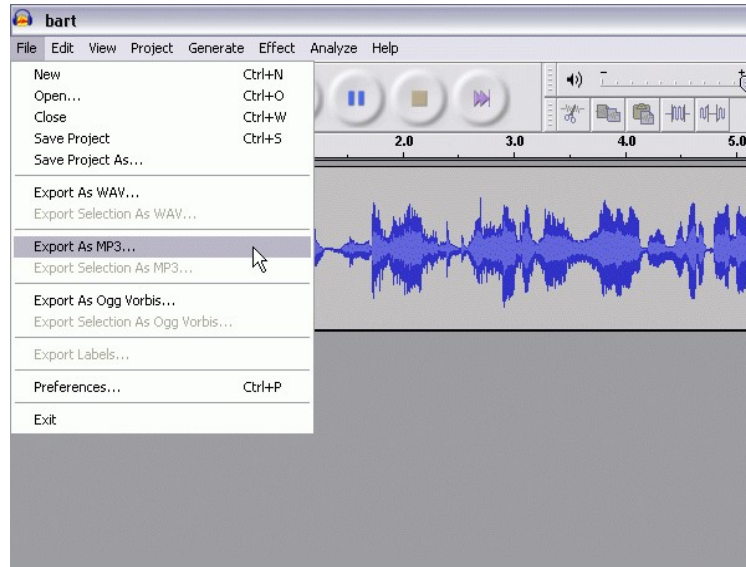 bart
File Edit View Project Generate Effect Analyze Help
New Ctrl+N
Open... Ctrl+O
Close Ctrl+W
Save Project Ctrl+S
Save Project As...
Export As WAV...
Export Selection As WAV...
Export As MP3...
Export Selection As MP3...
Export As Ogg Vorbis...
Export Selection As Ogg Vorbis...
Export Labels...
Preferences... Ctrl+P
Exit
2.0 3.0 4.0 5.0